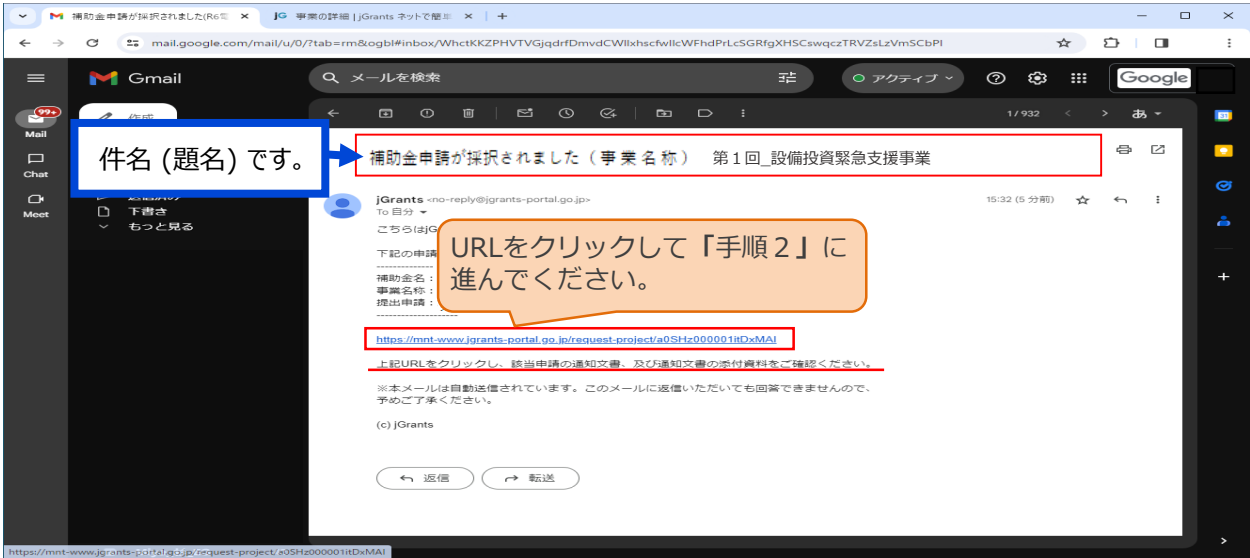 補助金申請が採択されました(R6
事業の詳細 | jGrants ネットで簡単
mail.google.com/mail/u/0/?tab=rm&ogbl#inbox/WhctKKZPHVTVGjqdrfDmvdCWllxhscfwllcWFhdPrLcSGRfgXHSCswqczTRVZsLzVmSCbPl
Gmail
メールを検索
アクティブ
Google
99+
Mail
作成
1/932
あ
31
件名 (題名) です。
補助金申請が採択されました（事業名称） 第１回_設備投資緊急支援事業
Chat
Meet
送信済み
下書き
もっと見る
jGrants <no-reply@jgrants-portal.go.jp>
15:32 (5 分前)
To 自分
こちらはjG
下記の申請
-------------
補助金名：
事業名称：
提出申請：
-------------------
URLをクリックして「手順２」に
進んでください。
https://mnt-www.jgrants-portal.go.jp/request-project/a0SHz000001itDxMAI
上記URLをクリックし、該当申請の通知文書、及び通知文書の添付資料をご確認ください。
※本メールは自動送信されています。このメールに返信いただいても回答できませんので、
予めご了承ください。
(c) jGrants
返信
転送
https://mnt-www.jgrants-portal.go.jp/request-project/a0SHz000001itDxMAI